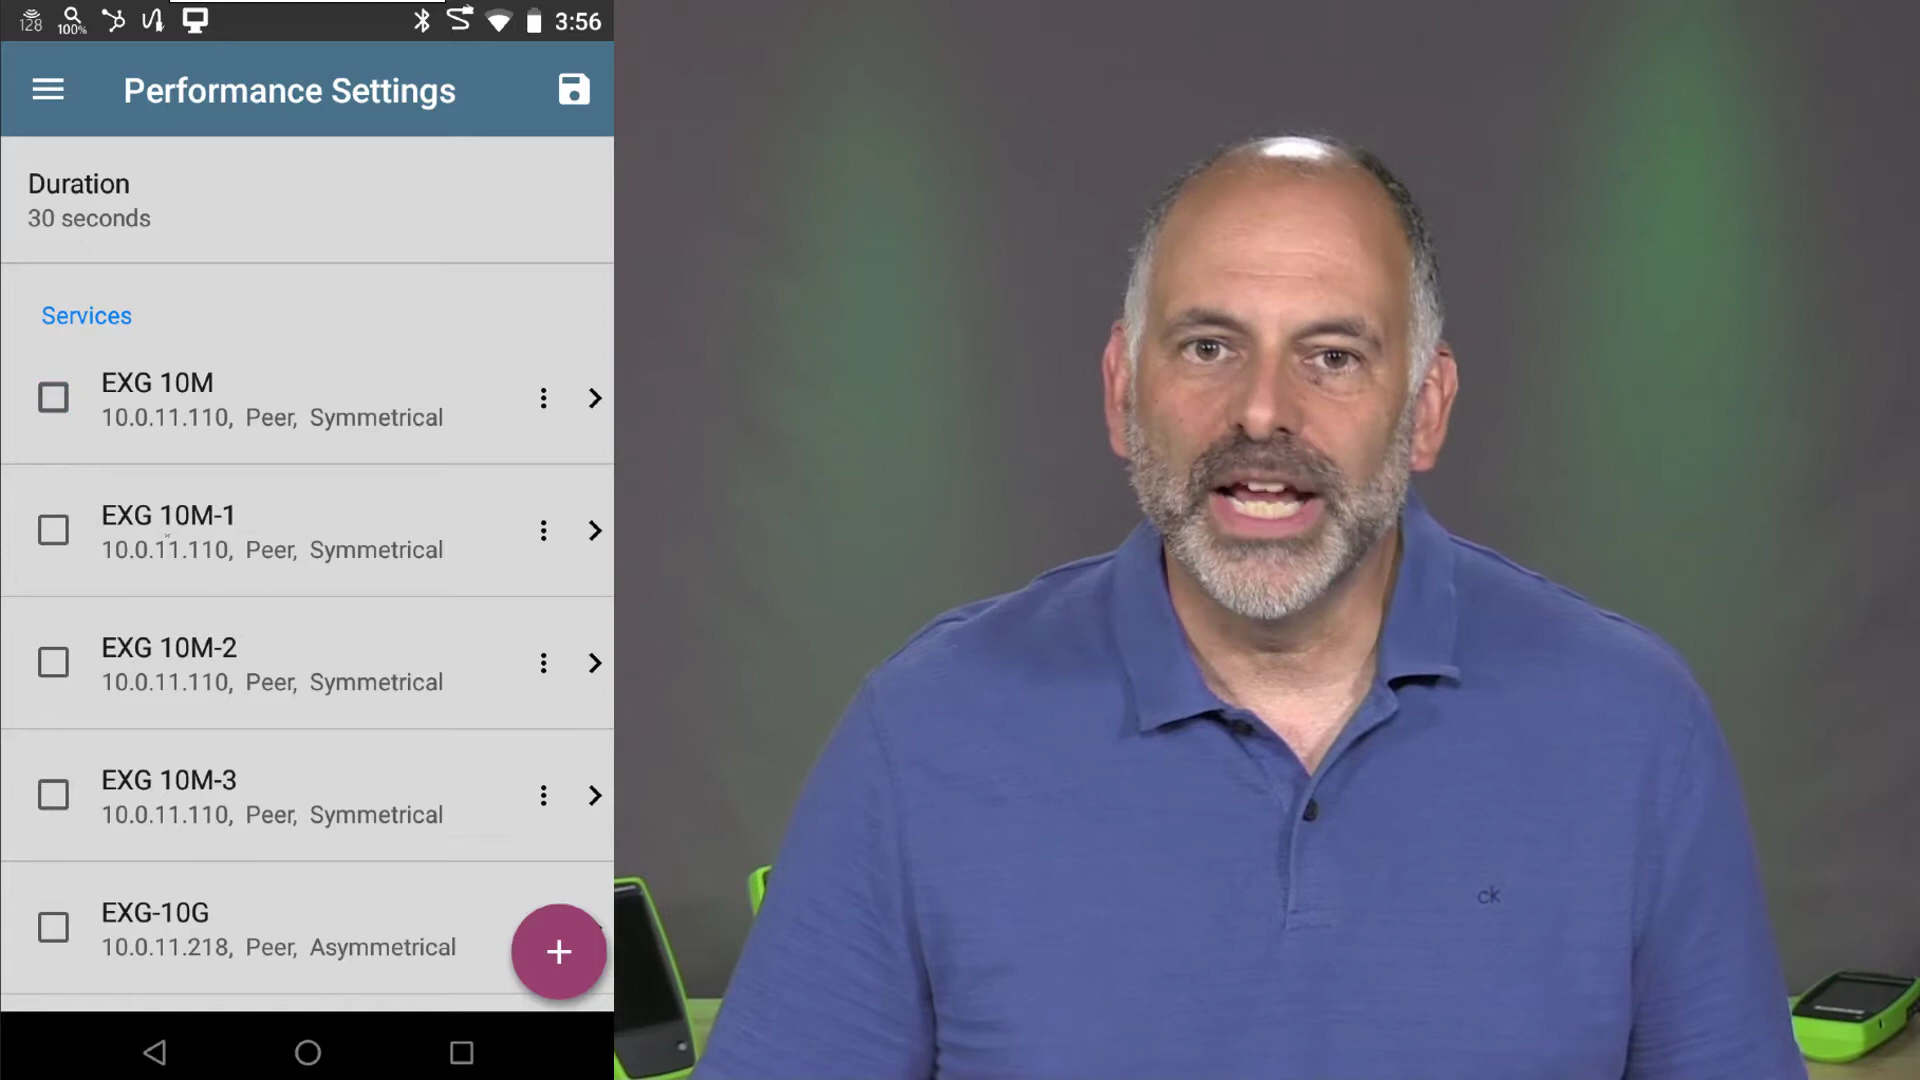 128
100%
3:56
Performance Settings
Duration
30 seconds
Services
EXG 10M
10.0.11.110, Peer, Symmetrical
EXG 10M-1
10.0.11.110, Peer, Symmetrical
EXG 10M-2
10.0.11.110, Peer, Symmetrical
EXG 10M-3
10.0.11.110, Peer, Symmetrical
EXG-10G
10.0.11.218, Peer, Asymmetrical
+
ck